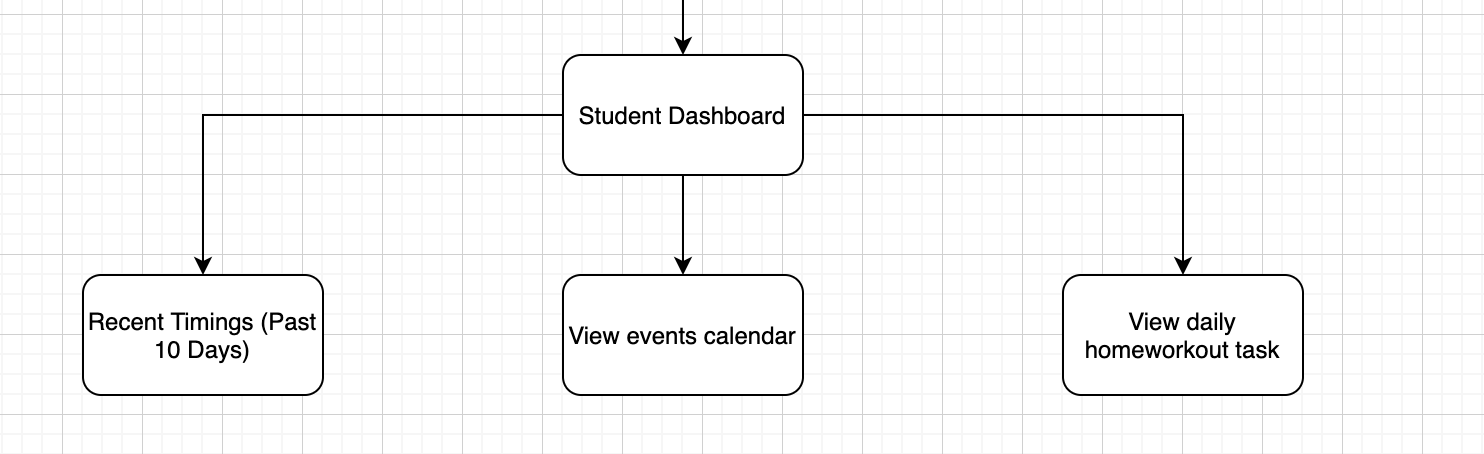 Student Dashboard
Recent Timings (Past
10 Days)
View events calendar
View daily
homeworkout task